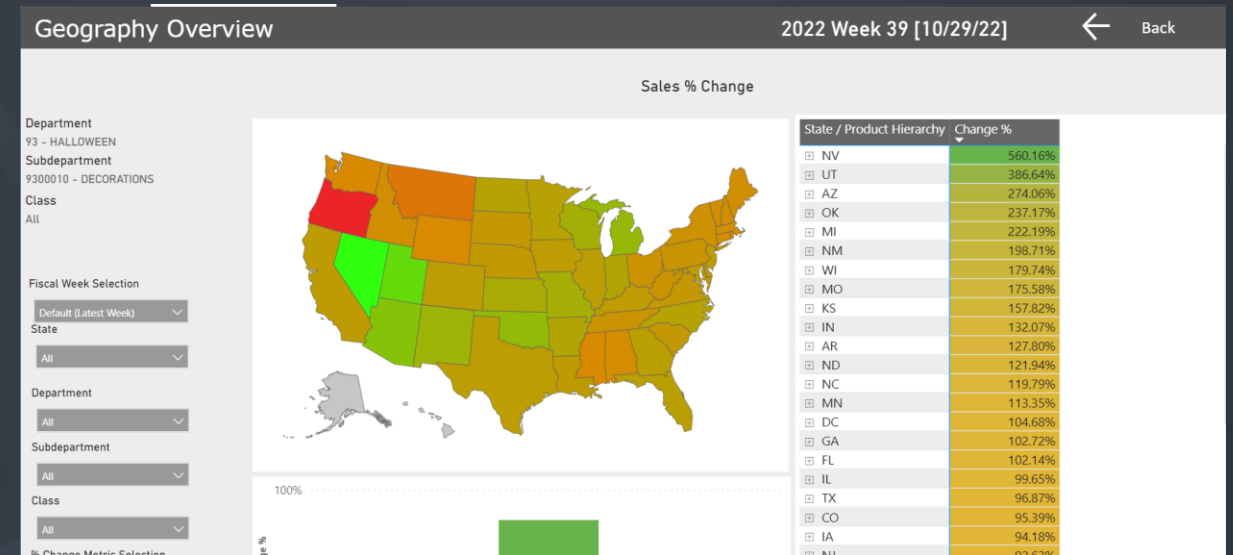 Geography Overview
2022 Week 39 [10/29/22]
Back
Sales % Change
Department
93 - HALLOWEEN
Subdepartment
9300010 - DECORATIONS
Class
All
Fiscal Week Selection
Default (Latest Week)
State
All
Department
All
Subdepartment
All
Class
All
% Change Metric Selection
100%
State / Product Hierarchy Change %
NV 560.16%
UT 386.64%
AZ 274.06%
OK 237.17%
MI 222.19%
NM 198.71%
WI 179.74%
MO 175.58%
KS 157.82%
IN 132.07%
AR 127.80%
ND 121.94%
NC 119.79%
MN 113.35%
DC 104.68%
GA 102.72%
FL 102.14%
IL 99.65%
TX 96.87%
CO 95.39%
IA 94.18%